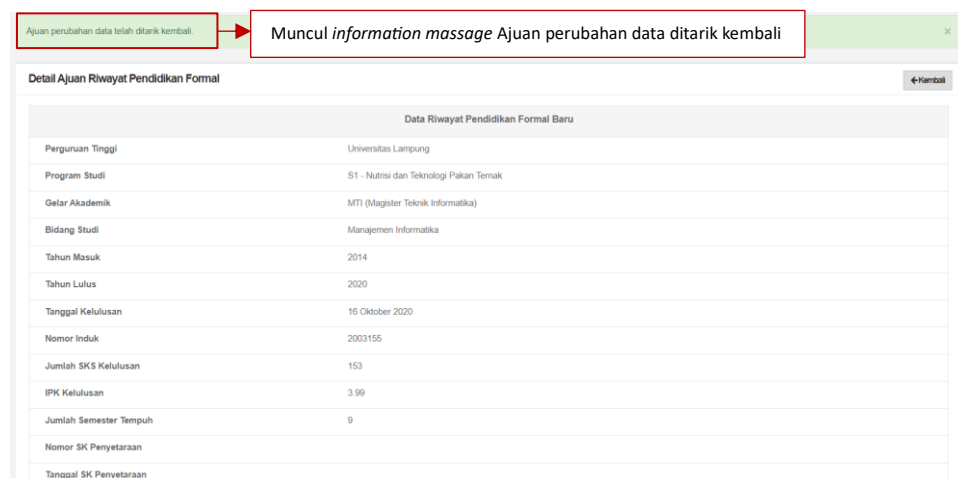 Ajuan perubahan data telah ditarik kembali.
Muncul information massage Ajuan perubahan data ditarik kembali
×
Detail Ajuan Riwayat Pendidikan Formal
←Kembali
Data Riwayat Pendidikan Formal Baru
Perguruan Tinggi Universitas Lampung
Program Studi S1 - Nutrisi dan Teknologi Pakan Ternak
Gelar Akademik MTI (Magister Teknik Informatika)
Bidang Studi Manajemen Informatika
Tahun Masuk 2014
Tahun Lulus 2020
Tanggal Kelulusan 16 Oktober 2020
Nomor Induk 2003155
Jumlah SKS Kelulusan 153
IPK Kelulusan 3.99
Jumlah Semester Tempuh 9
Nomor SK Penyetaraan
Tanggal SK Penyetaraan